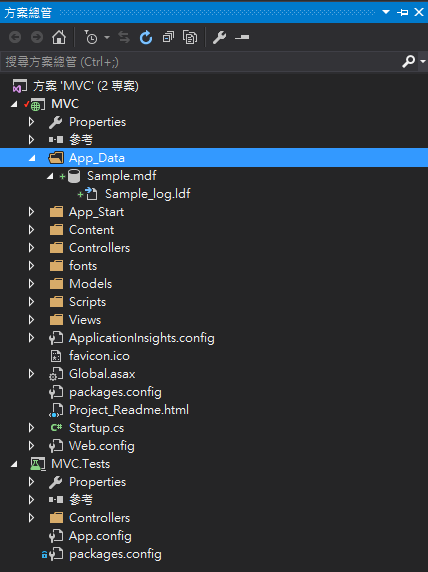 方案總管
搜尋方案總管 (Ctrl+;)
方案 'MVC' (2 專案)
MVC
Properties
參考
App_Data
Sample.mdf
Sample_log.ldf
App_Start
Content
Controllers
fonts
Models
Scripts
Views
ApplicationInsights.config
favicon.ico
Global.asax
packages.config
Project_Readme.html
Startup.cs
Web.config
MVC.Tests
Properties
參考
Controllers
App.config
packages.config